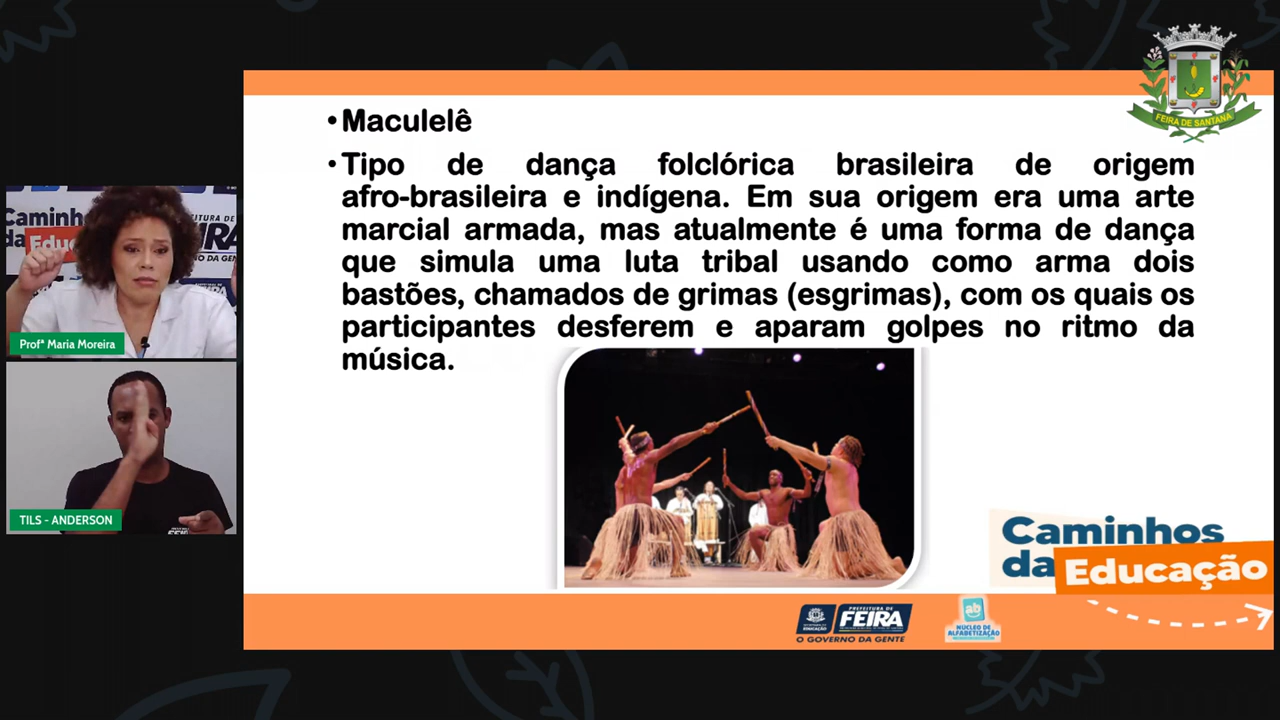 FEIRA DE SANTANA
• Maculelê
• Tipo de dança folclórica brasileira de origem
afro-brasileira e indígena. Em sua origem era uma arte
marcial armada, mas atualmente é uma forma de dança
que simula uma luta tribal usando como arma dois
bastões, chamados de grimas (esgrimas), com os quais os
participantes desferem e aparam golpes no ritmo da
música.
Profª Maria Moreira
TILS - ANDERSON
Caminhos
da Educação
PREFEITURA DE
FEIRA
EDUCAÇÃO
O GOVERNO DA GENTE
ab
NÚCLEO DE
ALFABETIZAÇÃO